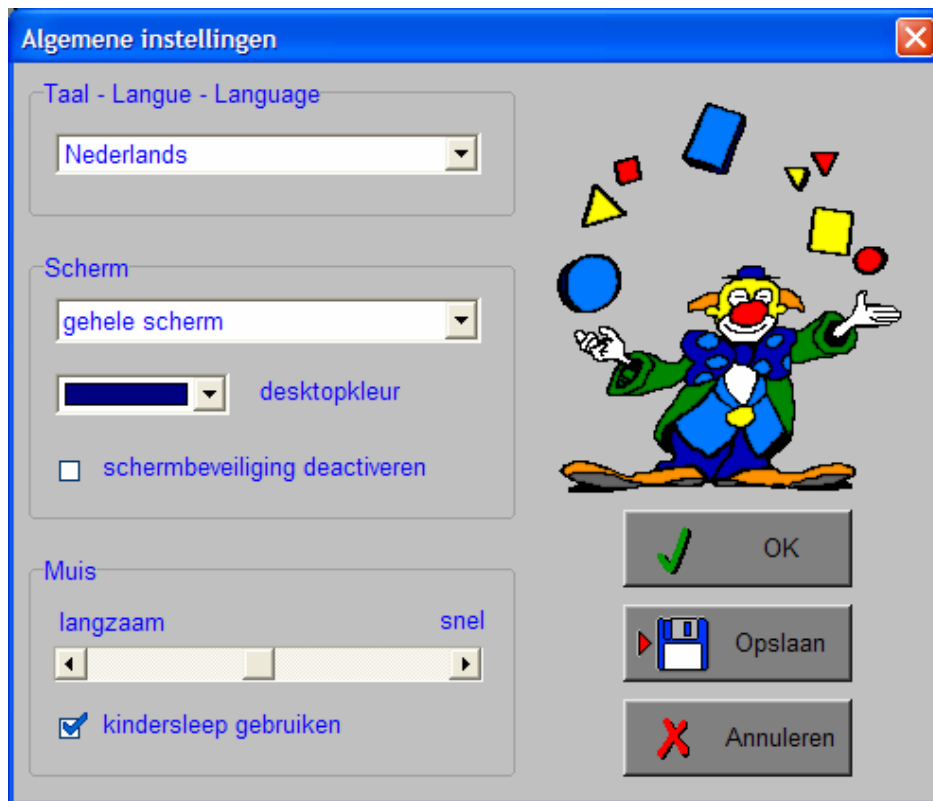 Algemene instellingen
Taal - Langue - Language
Nederlands
Scherm
gehele scherm
desktopkleur
schermbeveiliging deactiveren
Muis
langzaam snel
kindersleep gebruiken
OK
Opslaan
Annuleren